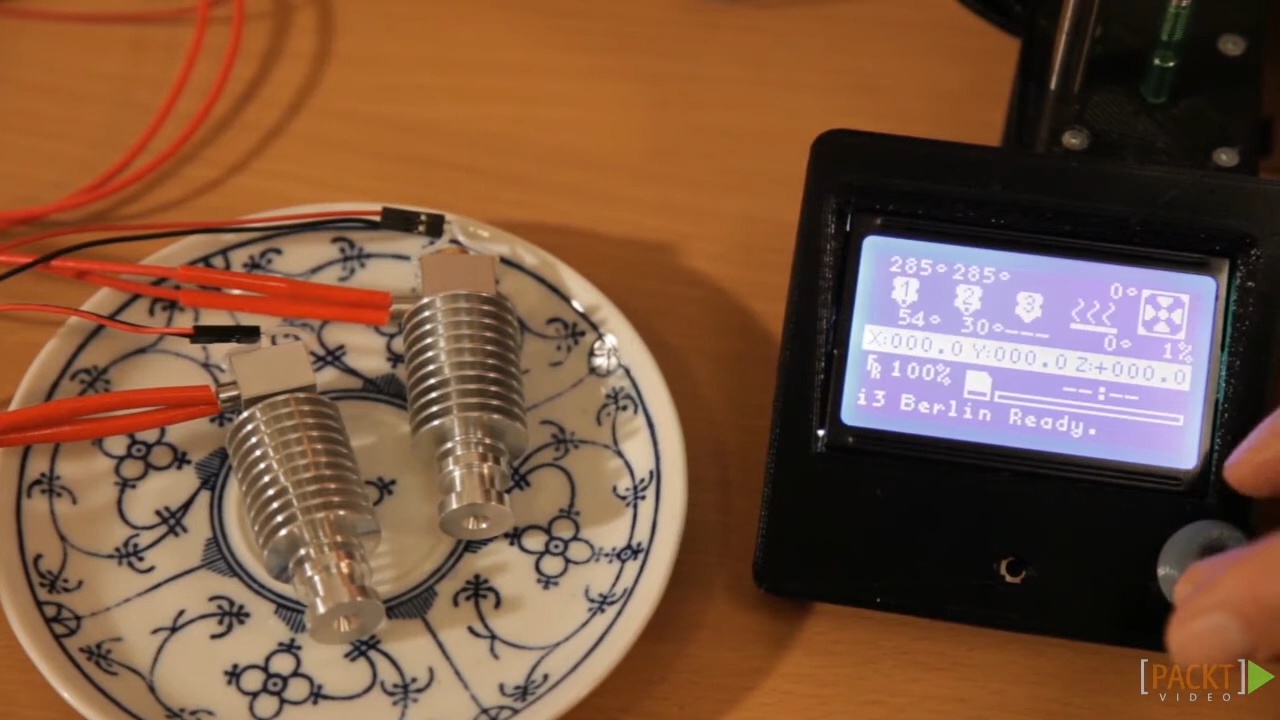 285° 285° 0°
1 2 3
54° 30° --- 0° 1%
X:000.0 Y:000.0 Z:+000.0
FR 100% --:--
i3 Berlin Ready.
[PACKT]
VIDEO